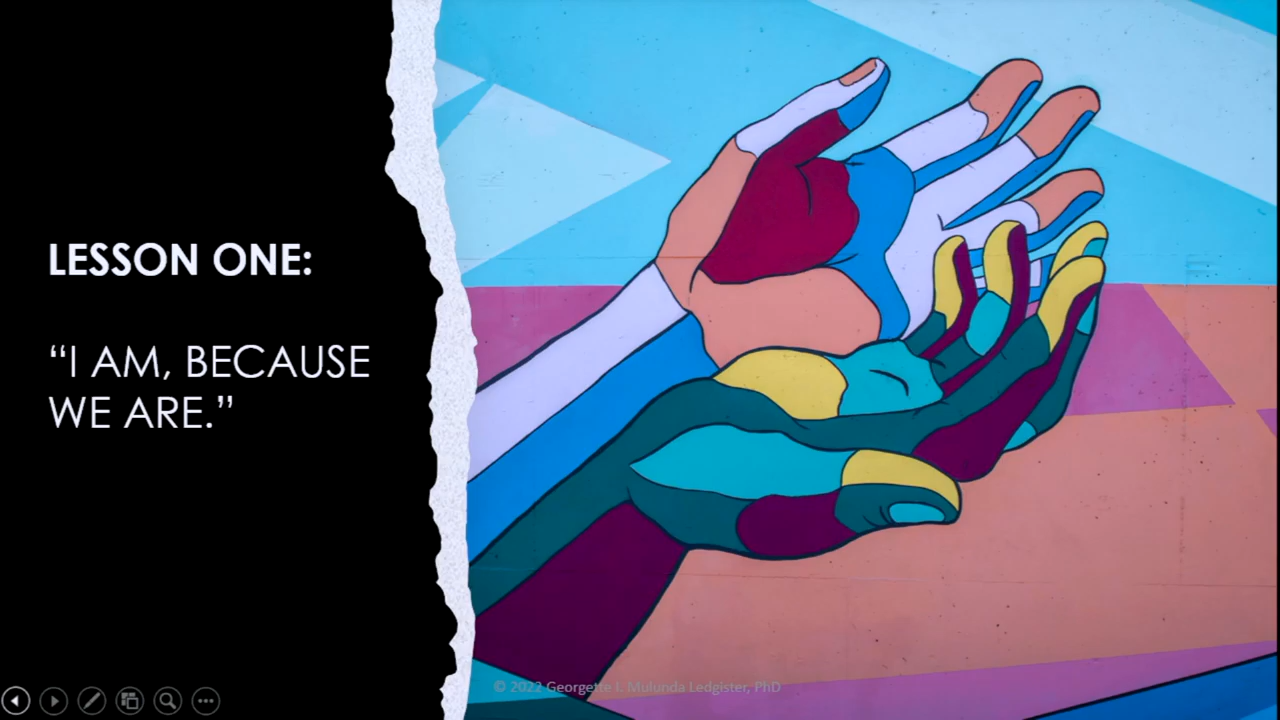 LESSON ONE:
“I AM, BECAUSE
WE ARE.”
© 2022 Georgette I. Mulunda Ledgister, PhD